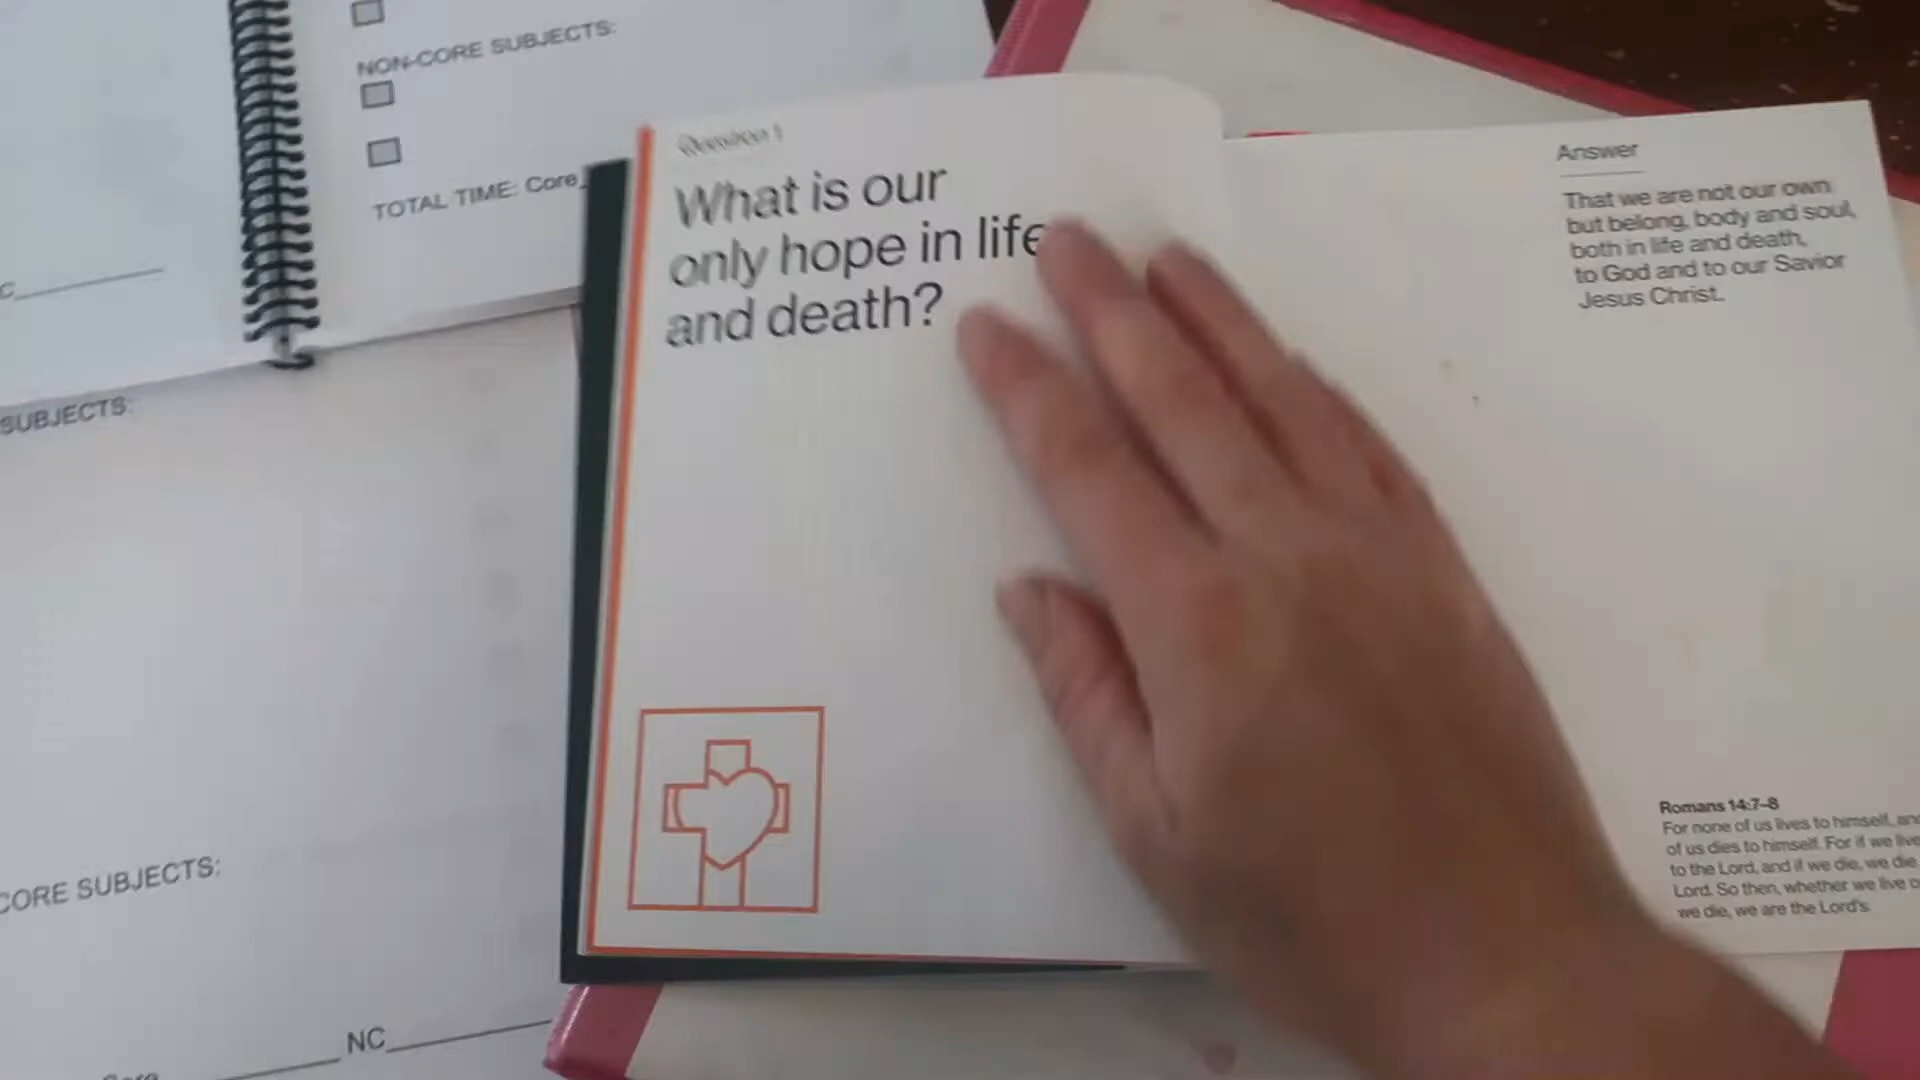 NON-CORE SUBJECTS:
TOTAL TIME: Core
C
SUBJECTS:
CORE SUBJECTS:
NC
Core
Question 1
What is our
only hope in life
and death?
Answer
That we are not our own
but belong, body and soul,
both in life and death,
to God and to our Savior
Jesus Christ.
Romans 14:7–8
For none of us lives to himself, and
of us dies to himself. For if we live
to the Lord, and if we die, we die
Lord. So then, whether we live o
we die, we are the Lord's.